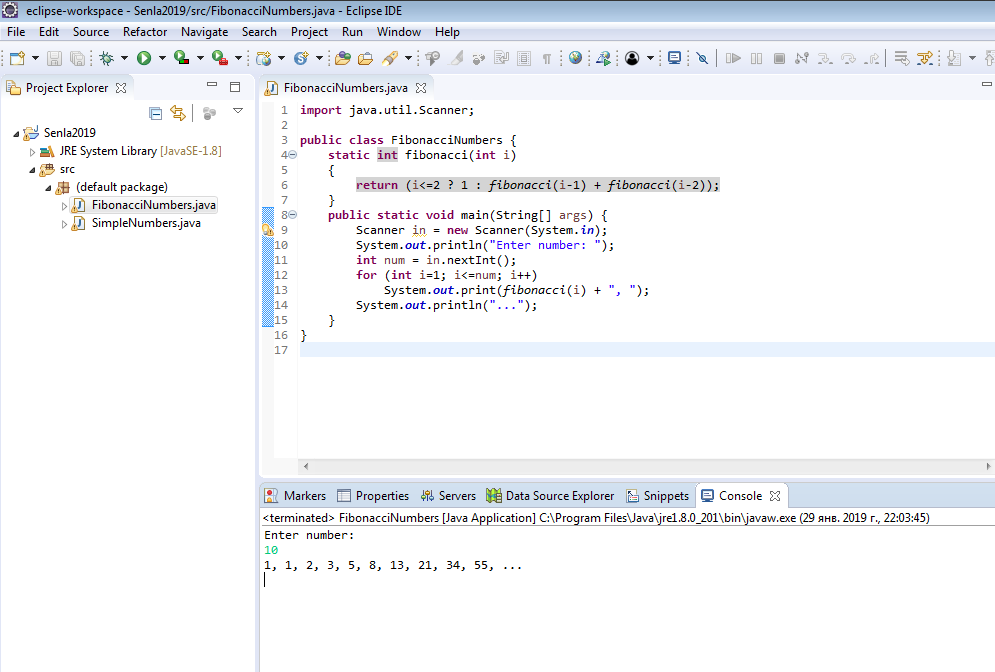 eclipse-workspace - Senla2019/src/FibonacciNumbers.java - Eclipse IDE
File Edit Source Refactor Navigate Search Project Run Window Help
Project Explorer
Senla2019
JRE System Library [JavaSE-1.8]
src
(default package)
FibonacciNumbers.java
SimpleNumbers.java
FibonacciNumbers.java
1 import java.util.Scanner;
2
3 public class FibonacciNumbers {
4 static int fibonacci(int i)
5 {
6 return (i<=2 ? 1 : fibonacci(i-1) + fibonacci(i-2));
7 }
8 public static void main(String[] args) {
9 Scanner in = new Scanner(System.in);
10 System.out.println("Enter number: ");
11 int num = in.nextInt();
12 for (int i=1; i<=num; i++)
13 System.out.print(fibonacci(i) + ", ");
14 System.out.println("...");
15 }
16 }
17
Markers Properties Servers Data Source Explorer Snippets Console
<terminated> FibonacciNumbers [Java Application] C:\Program Files\Java\jre1.8.0_201\bin\javaw.exe (29 янв. 2019 г., 22:03:45)
Enter number:
10
1, 1, 2, 3, 5, 8, 13, 21, 34, 55, ...